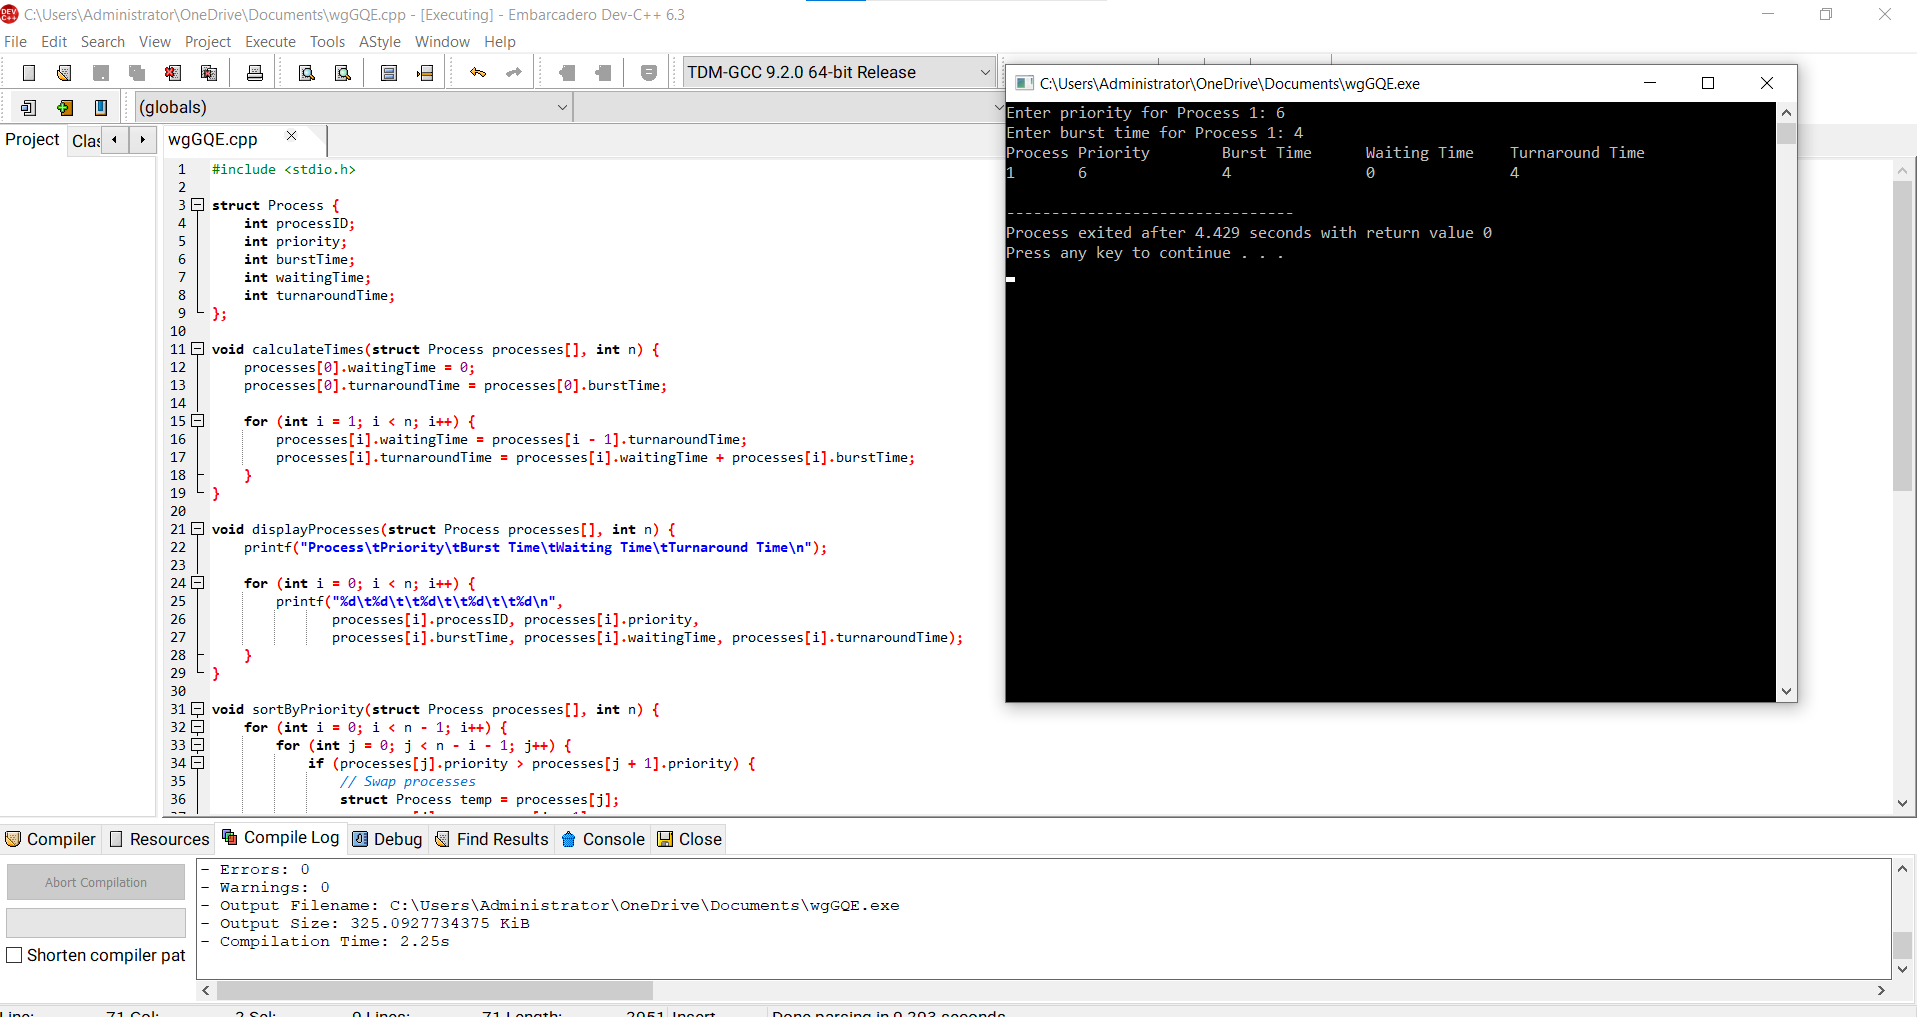 C:\Users\Administrator\OneDrive\Documents\wgGQE.cpp - [Executing] - Embarcadero Dev-C++ 6.3
File Edit Search View Project Execute Tools AStyle Window Help
TDM-GCC 9.2.0 64-bit Release
(globals)
Project Clas
wgGQE.cpp
1 #include <stdio.h>
2
3 struct Process {
4 int processID;
5 int priority;
6 int burstTime;
7 int waitingTime;
8 int turnaroundTime;
9 };
10
11 void calculateTimes(struct Process processes[], int n) {
12 processes[0].waitingTime = 0;
13 processes[0].turnaroundTime = processes[0].burstTime;
14
15 for (int i = 1; i < n; i++) {
16 processes[i].waitingTime = processes[i - 1].turnaroundTime;
17 processes[i].turnaroundTime = processes[i].waitingTime + processes[i].burstTime;
18 }
19 }
20
21 void displayProcesses(struct Process processes[], int n) {
22 printf("Process\tPriority\tBurst Time\tWaiting Time\tTurnaround Time\n");
23
24 for (int i = 0; i < n; i++) {
25 printf("%d\t%d\t\t%d\t\t%d\t\t%d\n",
26 processes[i].processID, processes[i].priority,
27 processes[i].burstTime, processes[i].waitingTime, processes[i].turnaroundTime);
28 }
29 }
30
31 void sortByPriority(struct Process processes[], int n) {
32 for (int i = 0; i < n - 1; i++) {
33 for (int j = 0; j < n - i - 1; j++) {
34 if (processes[j].priority > processes[j + 1].priority) {
35 // Swap processes
36 struct Process temp = processes[j];
C:\Users\Administrator\OneDrive\Documents\wgGQE.exe
Enter priority for Process 1: 6
Enter burst time for Process 1: 4
Process Priority Burst Time Waiting Time Turnaround Time
1 6 4 0 4
--------------------------------
Process exited after 4.429 seconds with return value 0
Press any key to continue . . .
Compiler Resources Compile Log Debug Find Results Console Close
Abort Compilation
Shorten compiler pat
- Errors: 0
- Warnings: 0
- Output Filename: C:\Users\Administrator\OneDrive\Documents\wgGQE.exe
- Output Size: 325.0927734375 KiB
- Compilation Time: 2.25s
Line: 71 Col: 2 Sel: 0 Lines: 71 Length: 2051 Insert Done parsing in 0.203 seconds